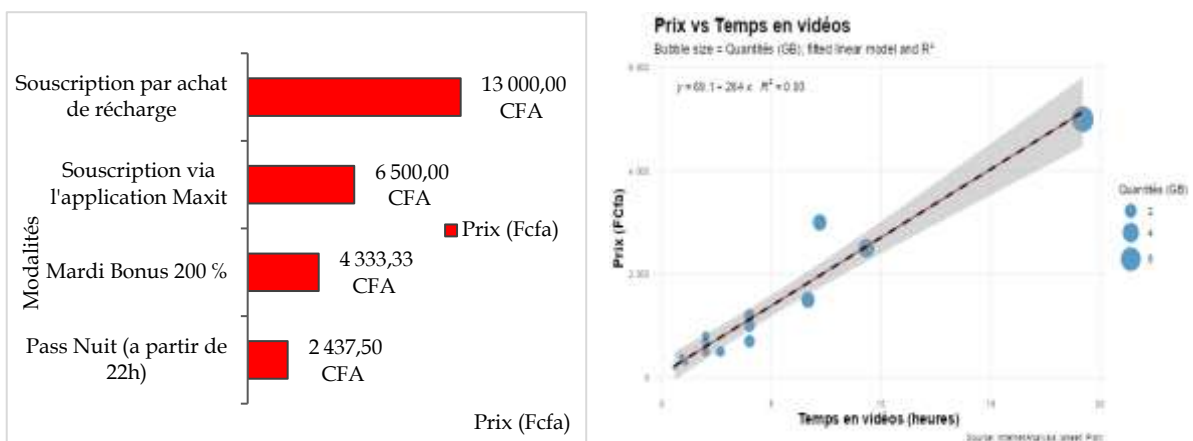 Souscription par achat
de récharge
13 000,00
CFA
Souscription via
l'application Maxit
6 500,00
CFA
Prix (Fcfa)
Modalités
Mardi Bonus 200 %
4 333,33
CFA
Pass Nuit (a partir de
22h)
2 437,50
CFA
Prix (Fcfa)
Prix vs Temps en vidéos
Bubble size = Quantités (GB), fitted linear model and R²
Prix (FCfa)
0
Quantités (GB)
Temps en vidéos (heures)